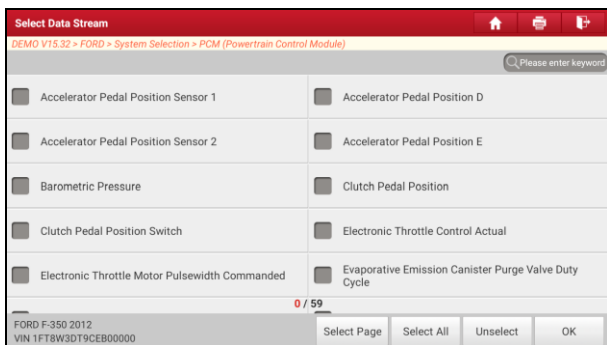 Select Data Stream
DEMO V15.32 > FORD > System Selection > PCM (Powertrain Control Module)
Please enter keyword
Accelerator Pedal Position Sensor 1
Accelerator Pedal Position D
Accelerator Pedal Position Sensor 2
Accelerator Pedal Position E
Barometric Pressure
Clutch Pedal Position
Clutch Pedal Position Switch
Electronic Throttle Control Actual
Electronic Throttle Motor Pulsewidth Commanded
Evaporative Emission Canister Purge Valve Duty
Cycle
0 / 59
FORD F-350 2012
VIN 1FT8W3DT9CEB00000
Select Page
Select All
Unselect
OK